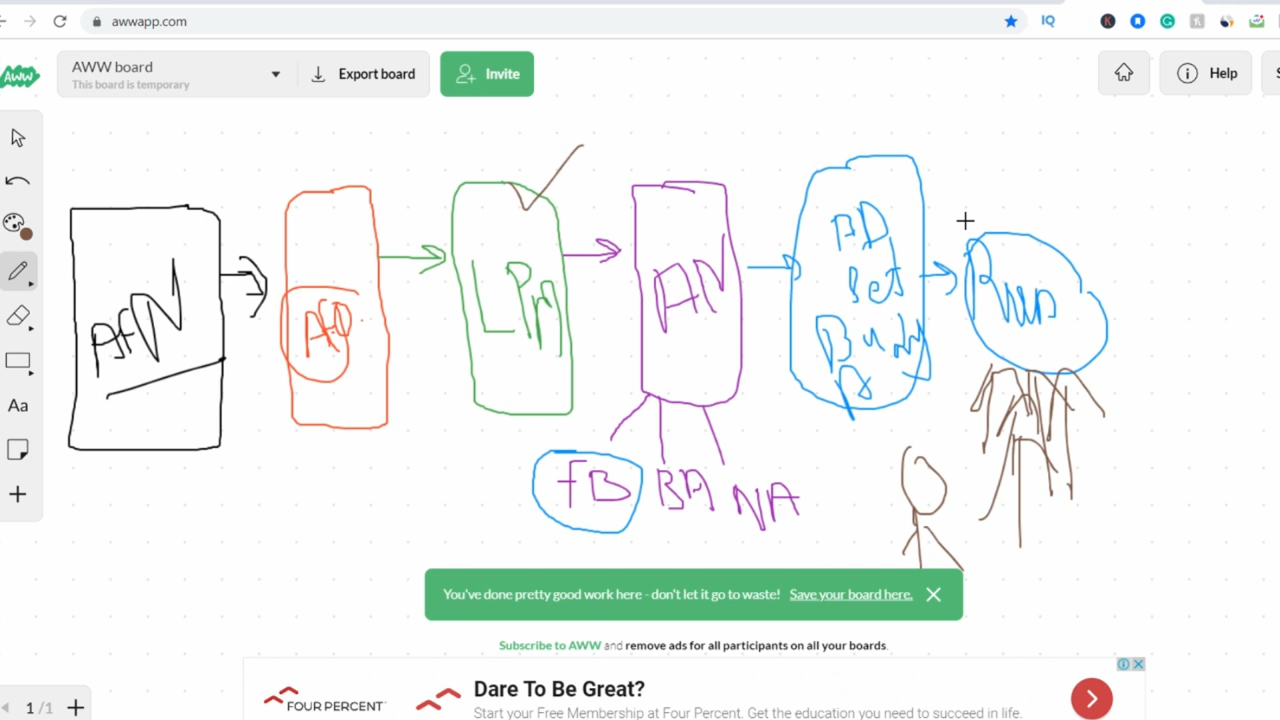 awwapp.com
IQ
AWW
AWW board
This board is temporary
Export board
Invite
Help
AfN
AfO
LPM
AN
AD
Set
FB
BA
NA
Run
Aa
You've done pretty good work here - don't let it go to waste! Save your board here.
Subscribe to AWW and remove ads for all participants on all your boards.
FOUR PERCENT
Dare To Be Great?
Start your Free Membership at Four Percent. Get the education you need to succeed in life.
1/1